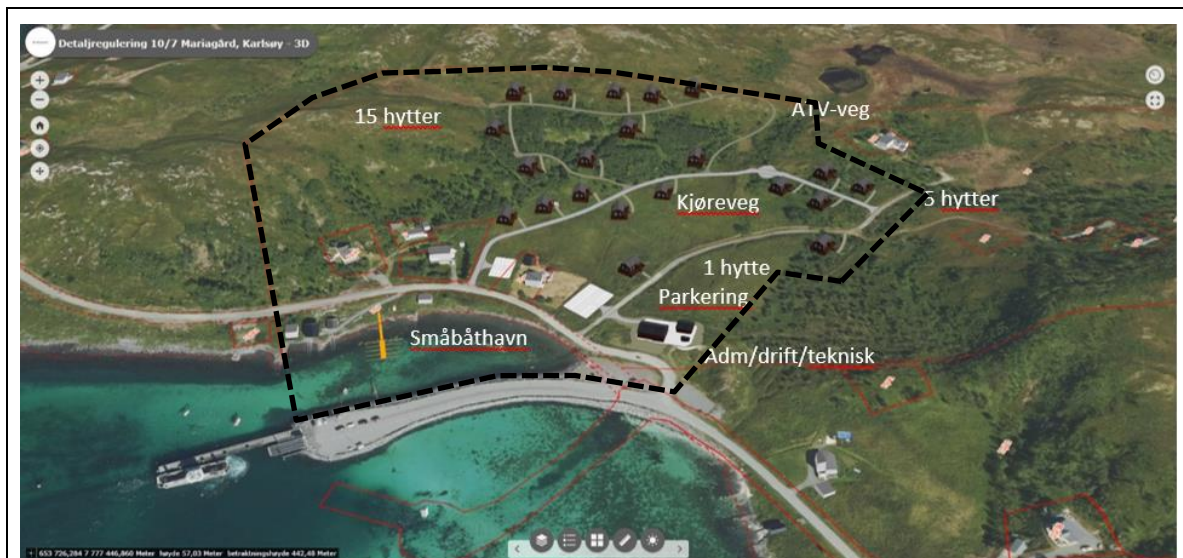 Detaljregulering 10/7 Mariagård, Karlsøy - 3D
15 hytter
ATV-veg
Kjøreveg
5 hytter
1 hytte
Parkering
Småbåthavn
Adm/drift/teknisk
653 726,284 7 777 446,860 Meter høyde 57,03 Meter betraktningshøyde 442,48 Meter